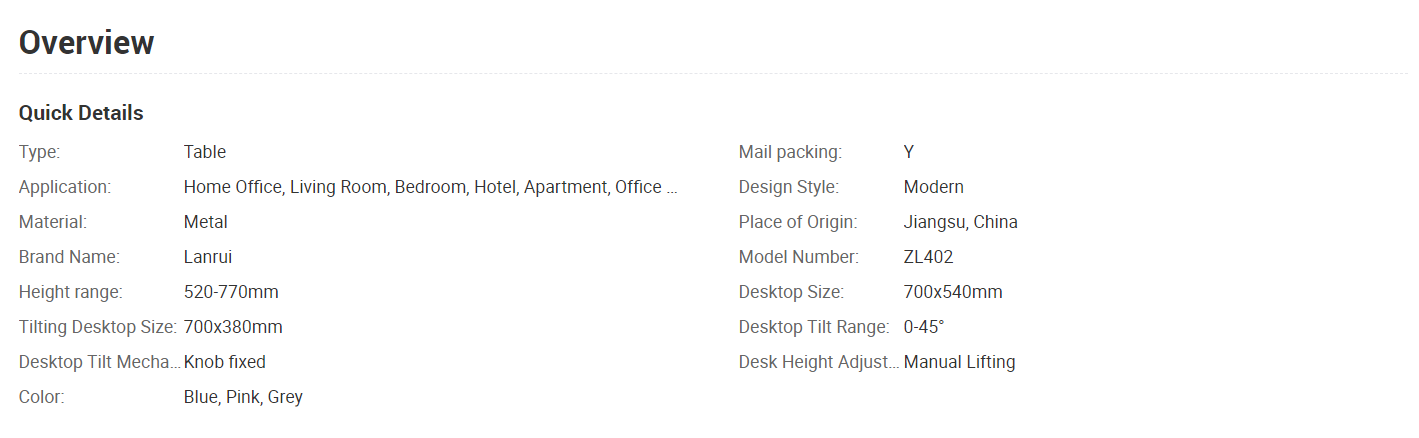 Overview
Quick Details
Type: Table Mail packing: Y
Application: Home Office, Living Room, Bedroom, Hotel, Apartment, Office ... Design Style: Modern
Material: Metal Place of Origin: Jiangsu, China
Brand Name: Lanrui Model Number: ZL402
Height range: 520-770mm Desktop Size: 700x540mm
Tilting Desktop Size: 700x380mm Desktop Tilt Range: 0-45°
Desktop Tilt Mecha... Knob fixed Desk Height Adjust... Manual Lifting
Color: Blue, Pink, Grey